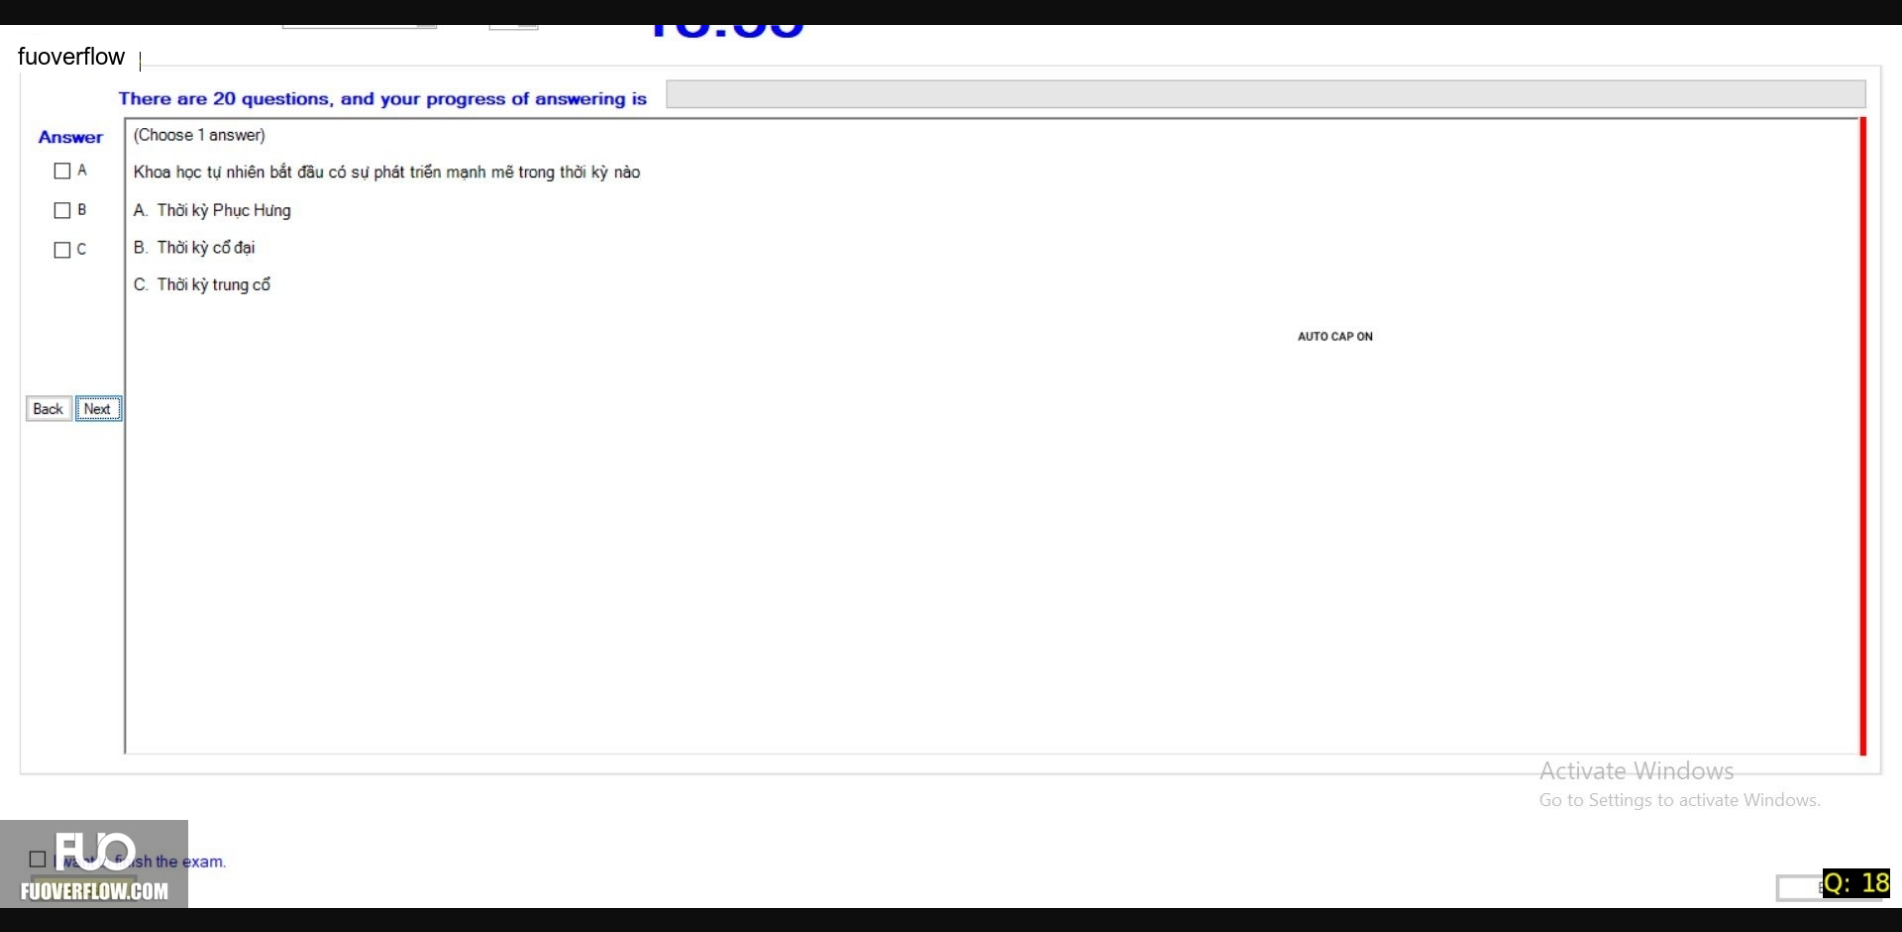 fuoverflow
There are 20 questions, and your progress of answering is
Answer
(Choose 1 answer)
A
Khoa học tự nhiên bắt đầu có sự phát triển mạnh mẽ trong thời kỳ nào
B
A. Thời kỳ Phục Hưng
C
B. Thời kỳ cổ đại
C. Thời kỳ trung cổ
AUTO CAP ON
Back Next
Activate Windows
Go to Settings to activate Windows.
FUO
the exam.
FUOVERFLOW.COM
Q: 18